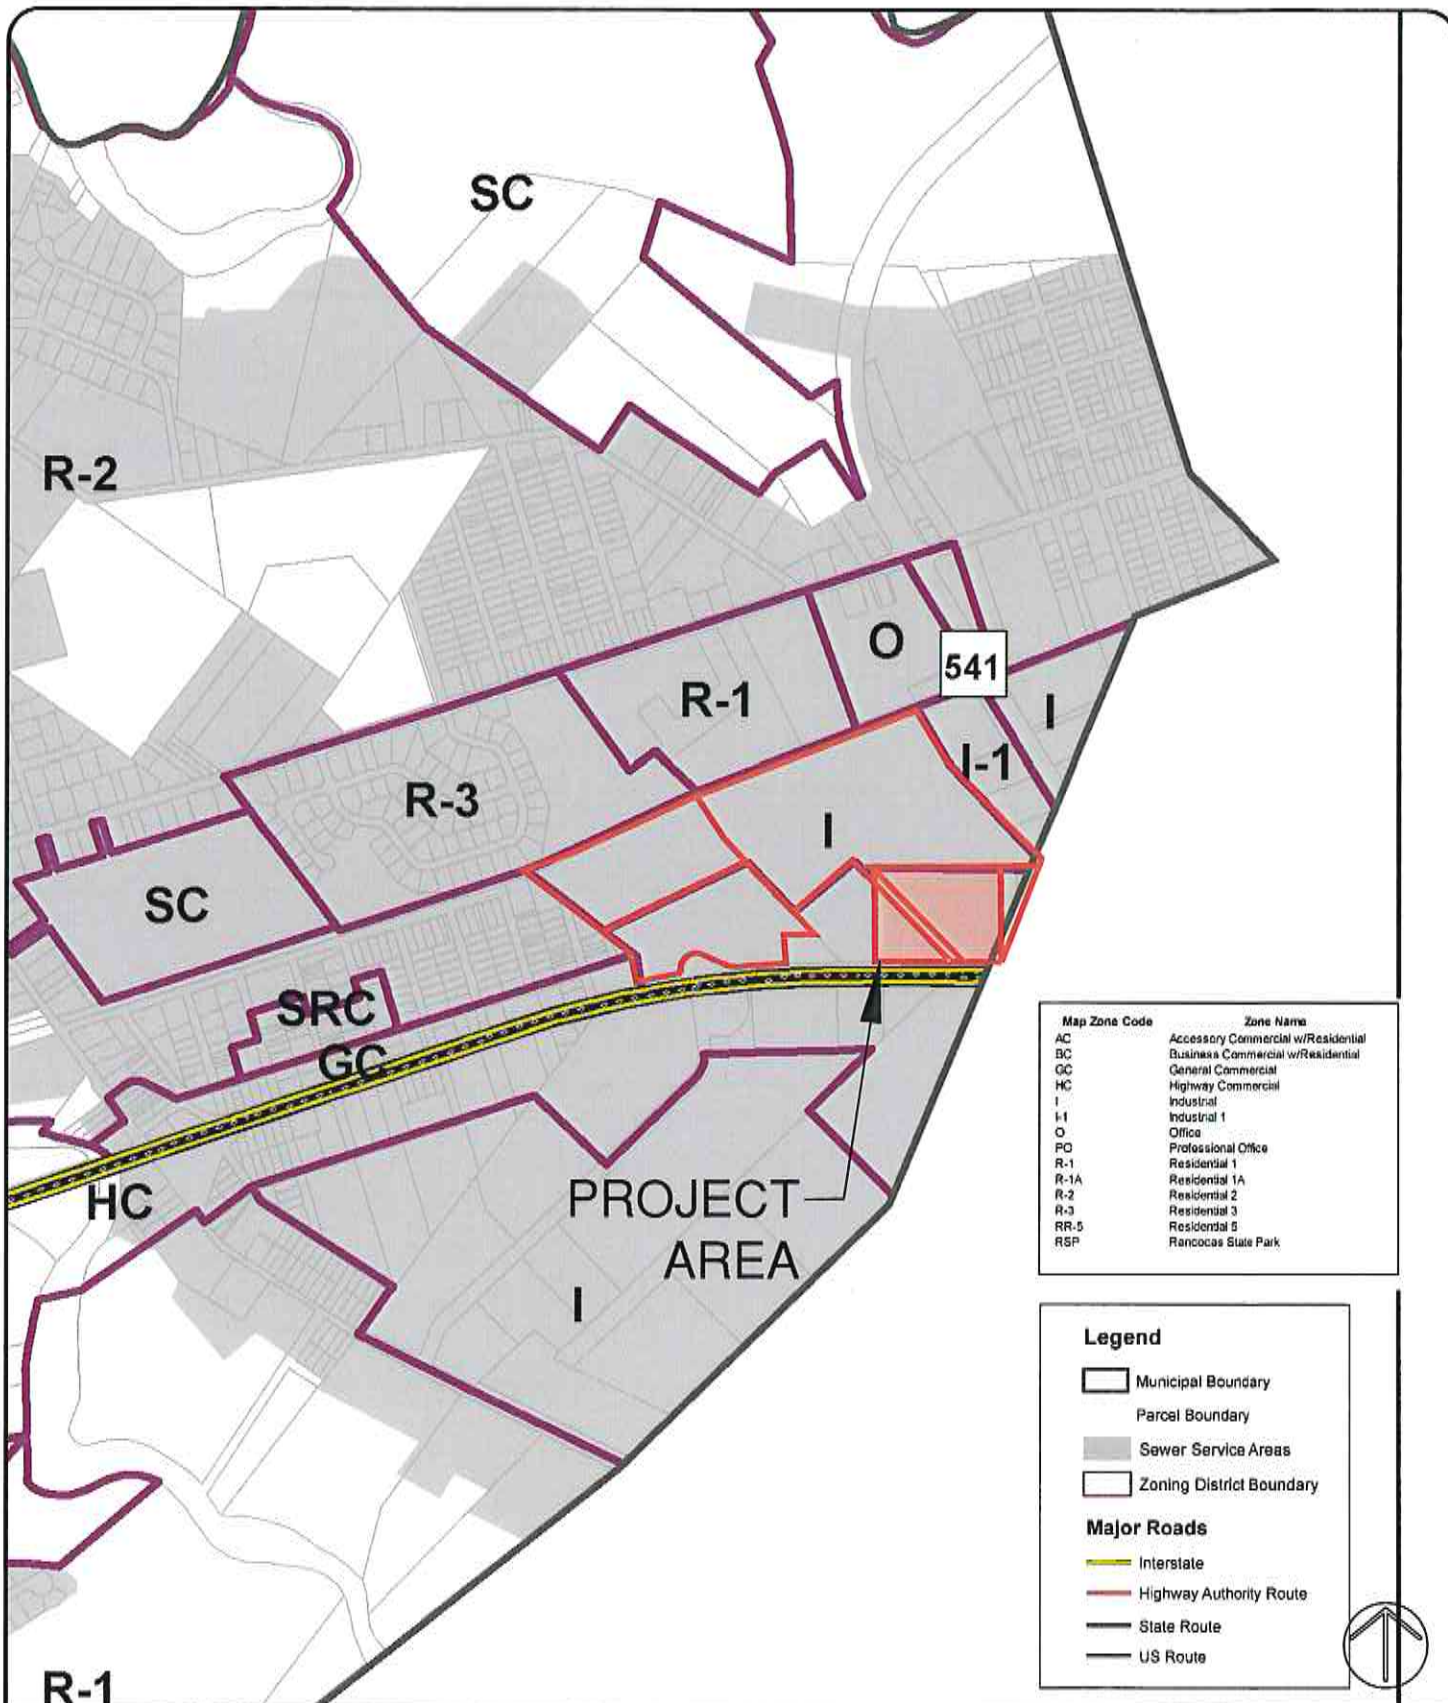 SC
R-2
O
541
R-1
I
I-1
R-3
I
SC
SRC
GC
HC
PROJECT
AREA
I
R-1
Map Zone Code Zone Name
AC Accessory Commercial w/Residential
BC Business Commercial w/Residential
GC General Commercial
HC Highway Commercial
I Industrial
I-1 Industrial 1
O Office
PO Professional Office
R-1 Residential 1
R-1A Residential 1A
R-2 Residential 2
R-3 Residential 3
RR-5 Residential 5
RSP Rancocas State Park
Legend
Municipal Boundary
Parcel Boundary
Sewer Service Areas
Zoning District Boundary
Major Roads
Interstate
Highway Authority Route
State Route
US Route